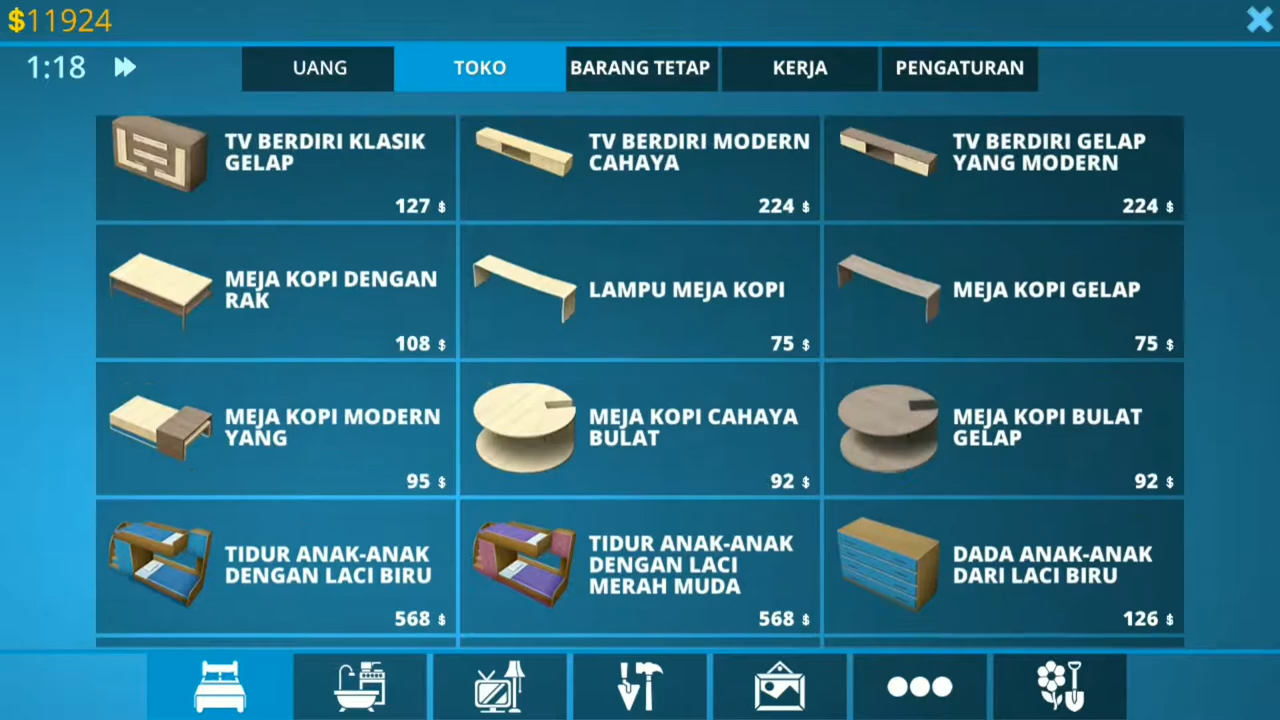 $11924
1:18
UANG
TOKO
BARANG TETAP
KERJA
PENGATURAN
TV BERDIRI KLASIK
GELAP
127 $
TV BERDIRI MODERN
CAHAYA
224 $
TV BERDIRI GELAP
YANG MODERN
224 $
MEJA KOPI DENGAN
RAK
108 $
LAMPU MEJA KOPI
75 $
MEJA KOPI GELAP
75 $
MEJA KOPI MODERN
YANG
95 $
MEJA KOPI CAHAYA
BULAT
92 $
MEJA KOPI BULAT
GELAP
92 $
TIDUR ANAK-ANAK
DENGAN LACI BIRU
568 $
TIDUR ANAK-ANAK
DENGAN LACI
MERAH MUDA
568 $
DADA ANAK-ANAK
DARI LACI BIRU
126 $